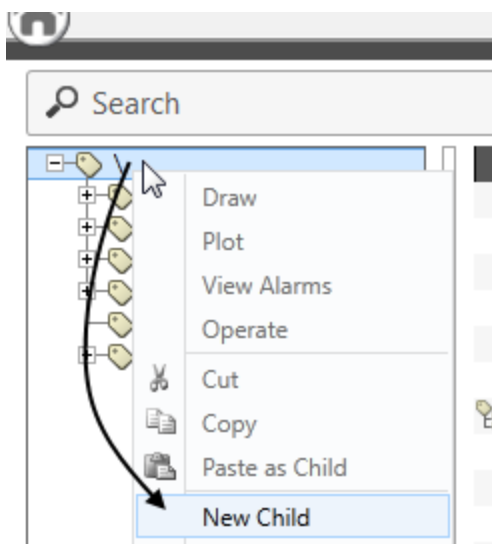 Search
\
Draw
Plot
View Alarms
Operate
Cut
Copy
Paste as Child
New Child